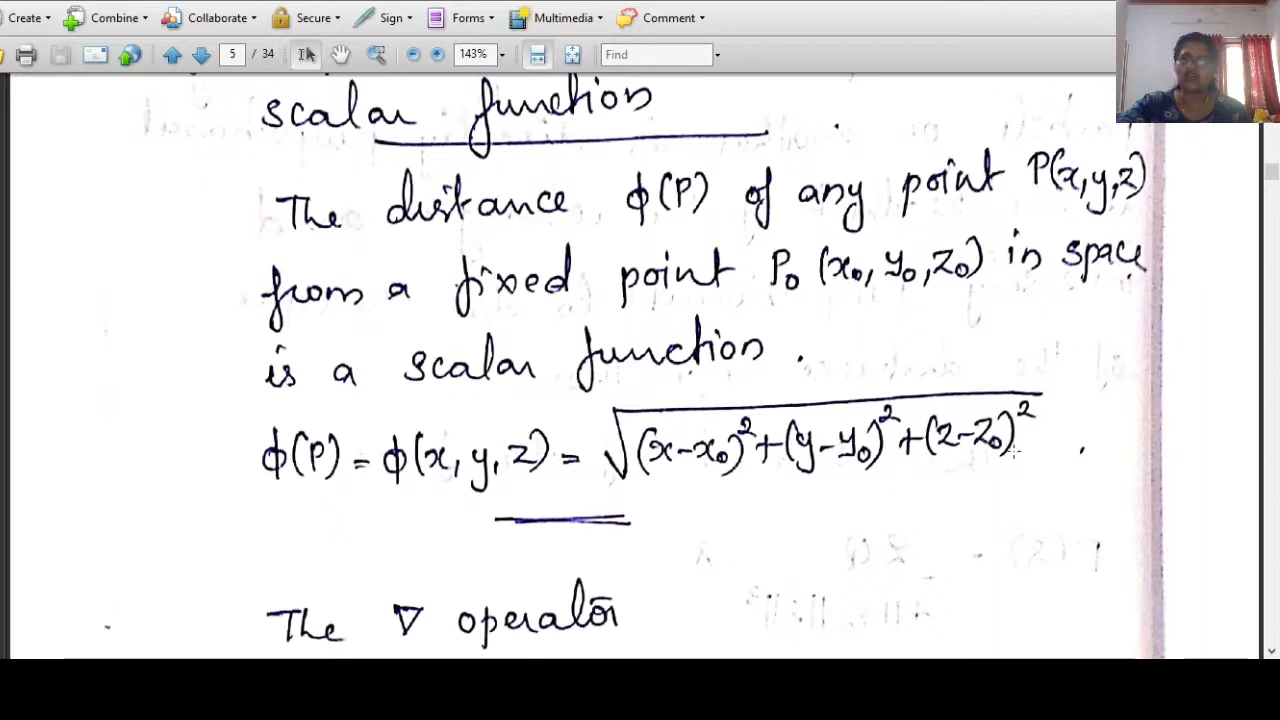 Create Combine Collaborate Secure Sign Forms Multimedia Comment
5 / 34 143% Find
scalar function
The distance ϕ(P) of any point P(x,y,z)
from a fixed point P₀ (x₀, y₀, z₀) in space
is a scalar function .
ϕ(P) = ϕ(x, y, z) = √(x-x₀)²+(y-y₀)²+(z-z₀)² .
The ∇ operator